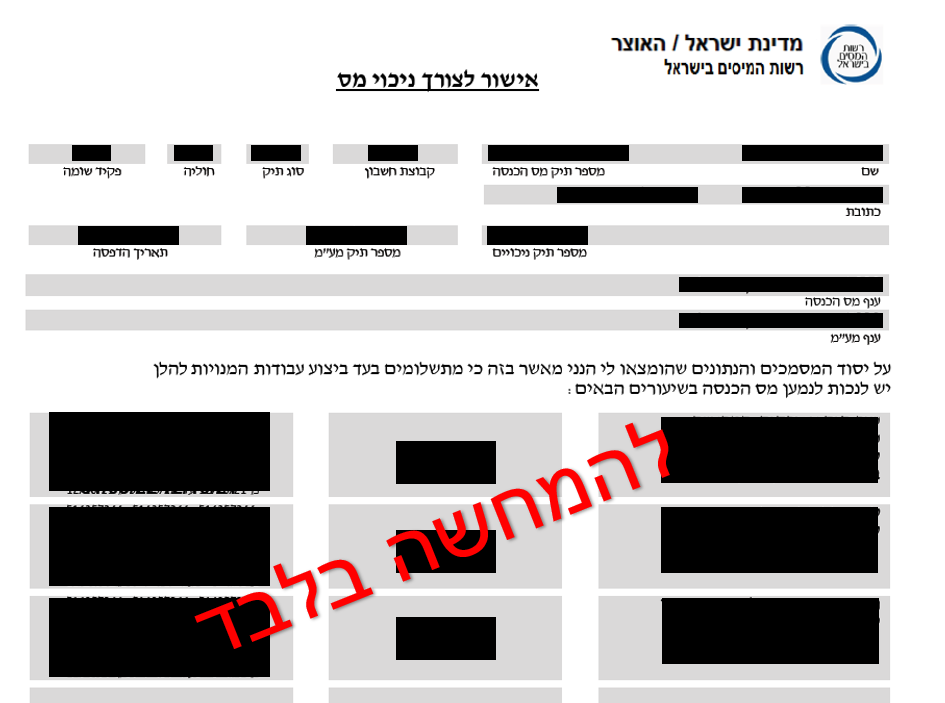 מדינת ישראל / האוצר
רשות המיסים בישראל
רשות
המסים
בישראל
אישור לצורך ניכוי מס
שם
מספר תיק מס הכנסה
קבוצת חשבון
סוג תיק
חוליה
פקיד שומה
כתובת
מספר תיק ניכויים
מספר תיק מע"מ
תאריך הדפסה
ענף מס הכנסה
ענף מע"מ
על יסוד המסמכים והנתונים שהומצאו לי הנני מאשר בזה כי מתשלומים בעד ביצוע עבודות המנויות להלן
יש לנכות לנמען מס הכנסה בשיעורים הבאים :
להמחשה בלבד